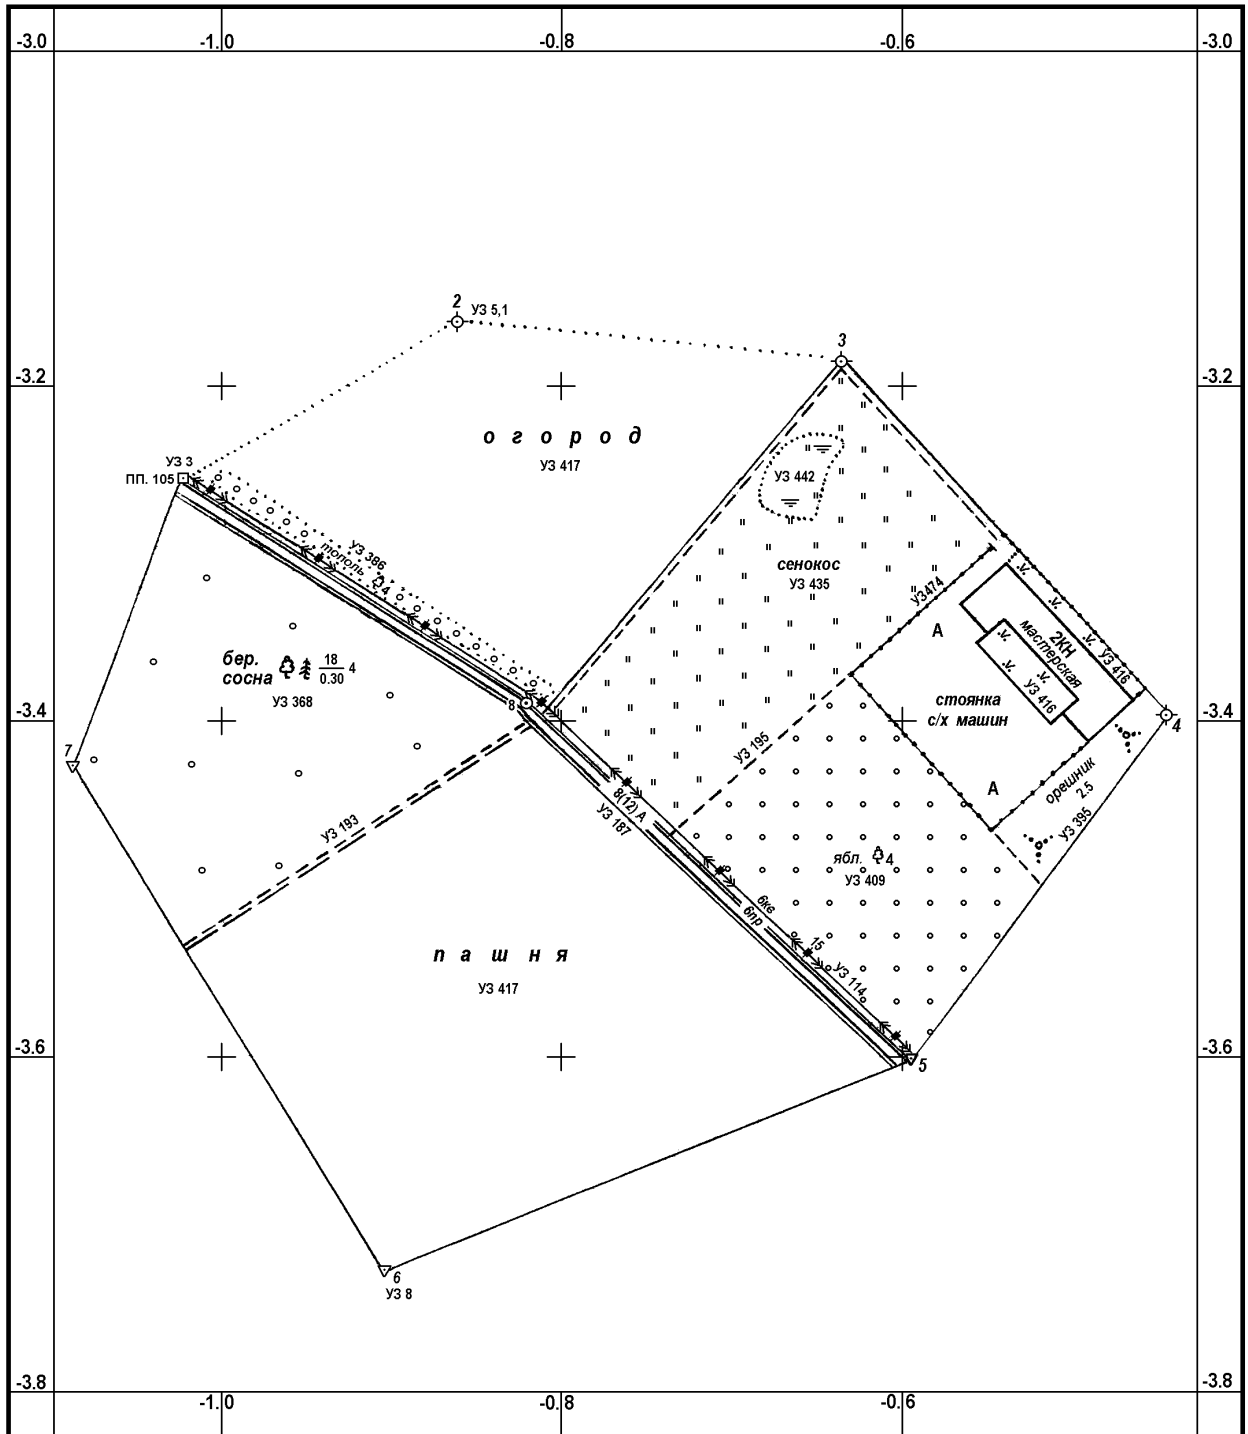 -3.0
-1.0
-0.8
-0.6
-3.0
2
УЗ 5,1
3
-3.2
-3.2
огород
УЗ 417
УЗ 3
ПП. 105
УЗ 442
УЗ 386
тополь 4
сенокос
УЗ 435
УЗ474
А
2КН
мастерская
УЗ 416
УЗ 416
бер.
сосна
18
0.30
4
УЗ 368
8
стоянка
с/х машин
-3.4
-3.4
4
7
УЗ 195
орешник
2.5
УЗ 395
А
8(12) А
УЗ 187
УЗ 193
ябл. 4
УЗ 409
6кв
6пр
15
УЗ 114
пашня
УЗ 417
-3.6
-3.6
5
6
УЗ 8
-3.8
-3.8
-1.0
-0.8
-0.6